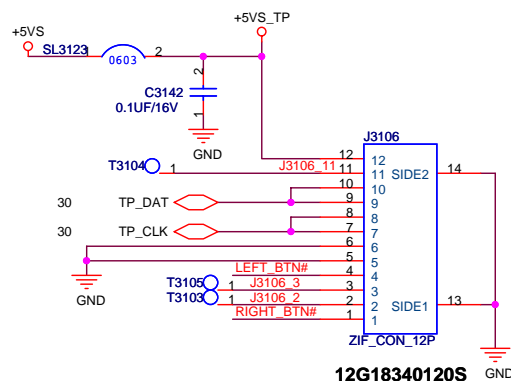 +5VS
+5VS_TP
SL3123
0603
2
2
C3142
0.1UF/16V
1
GND
J3106
T3104
1
J3106_11
12
12
11
11
SIDE2
14
10
10
30
TP_DAT
9
9
8
8
30
TP_CLK
7
7
6
6
5
5
LEFT_BTN#
4
4
T3105
1
J3106_3
3
3
T3103
1
J3106_2
2
2
SIDE1
13
RIGHT_BTN#
1
1
GND
ZIF_CON_12P
12G18340120S
GND